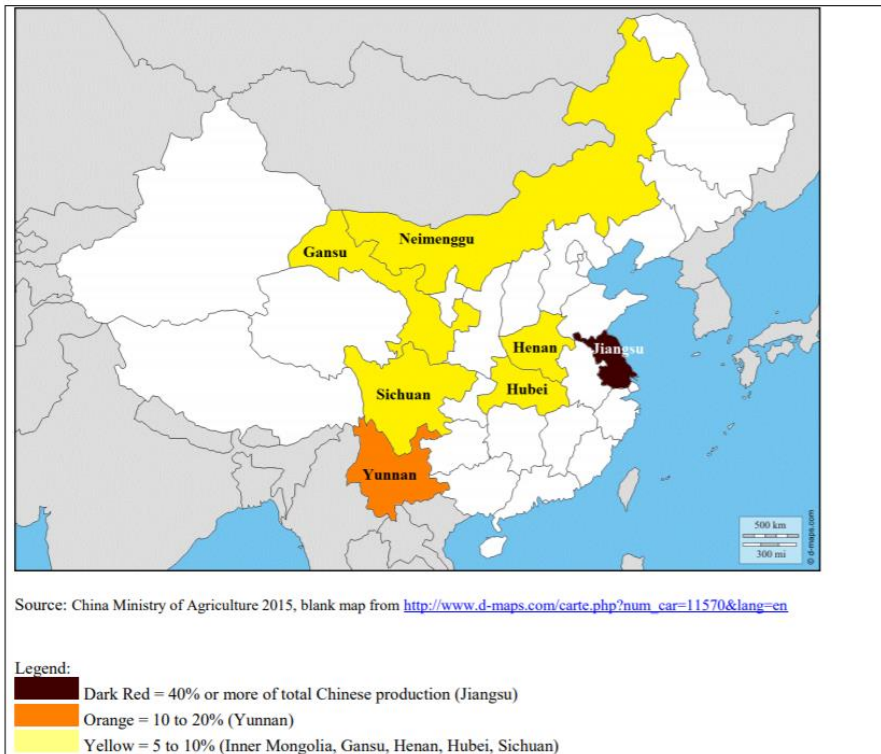 Neimenggu
Gansu
Henan
Jiangsu
Hubei
Sichuan
Yunnan
500 km
300 mi
© d-maps.com
Source: China Ministry of Agriculture 2015, blank map from http://www.d-maps.com/carte.php?num_car=11570&lang=en
Legend:
Dark Red = 40% or more of total Chinese production (Jiangsu)
Orange = 10 to 20% (Yunnan)
Yellow = 5 to 10% (Inner Mongolia, Gansu, Henan, Hubei, Sichuan)